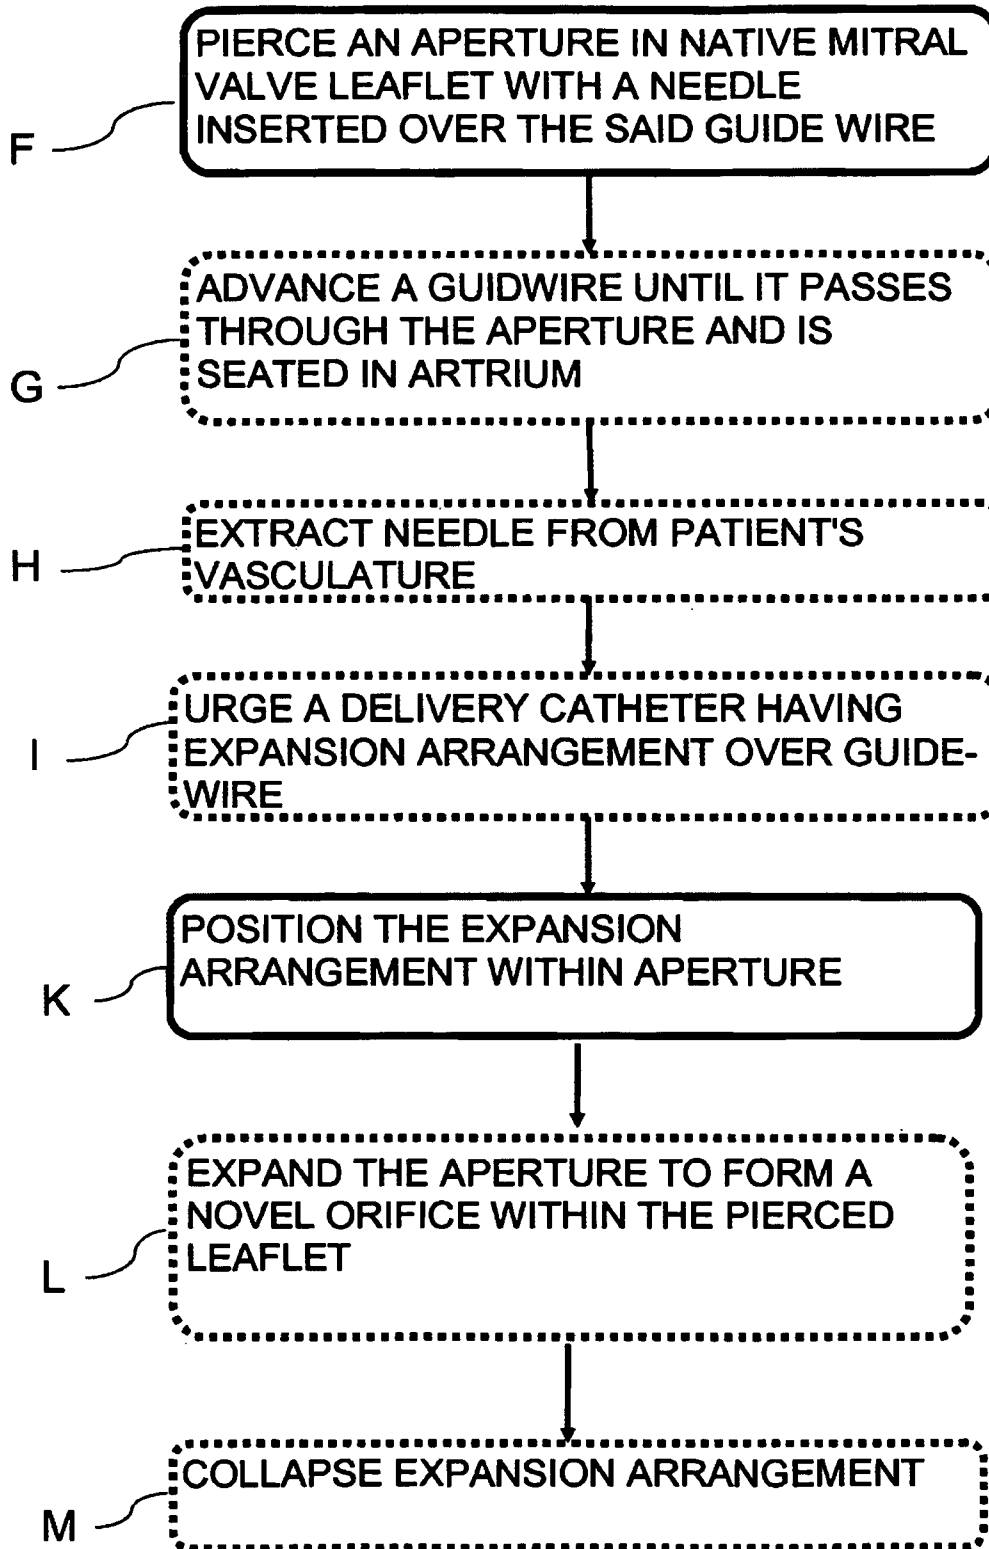 PIERCE AN APERTURE IN NATIVE MITRAL
VALVE LEAFLET WITH A NEEDLE
INSERTED OVER THE SAID GUIDE WIRE
F
ADVANCE A GUIDWIRE UNTIL IT PASSES
THROUGH THE APERTURE AND IS
SEATED IN ARTRIUM
G
EXTRACT NEEDLE FROM PATIENT'S
VASCULATURE
H
URGE A DELIVERY CATHETER HAVING
EXPANSION ARRANGEMENT OVER GUIDE-
WIRE
I
POSITION THE EXPANSION
ARRANGEMENT WITHIN APERTURE
K
EXPAND THE APERTURE TO FORM A
NOVEL ORIFICE WITHIN THE PIERCED
LEAFLET
L
COLLAPSE EXPANSION ARRANGEMENT
M